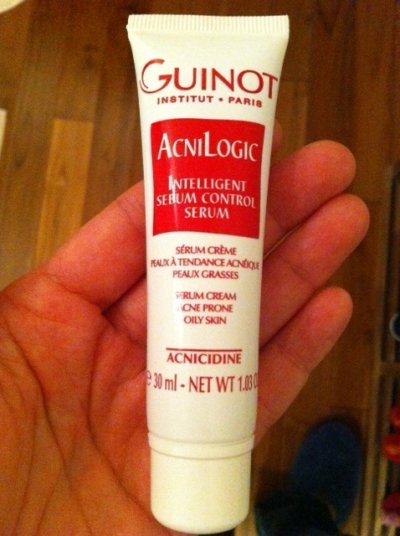 GUINOT
INSTITUT • PARIS
ACNILOGIC
INTELLIGENT
SEBUM CONTROL
SERUM
SÉRUM CRÈME
PEAUX À TENDANCE ACNÉIQUE
PEAUX GRASSES
SERUM CREAM
ACNE PRONE
OILY SKIN
ACNICIDINE
℮ 30 ml - NET WT 1.03 O